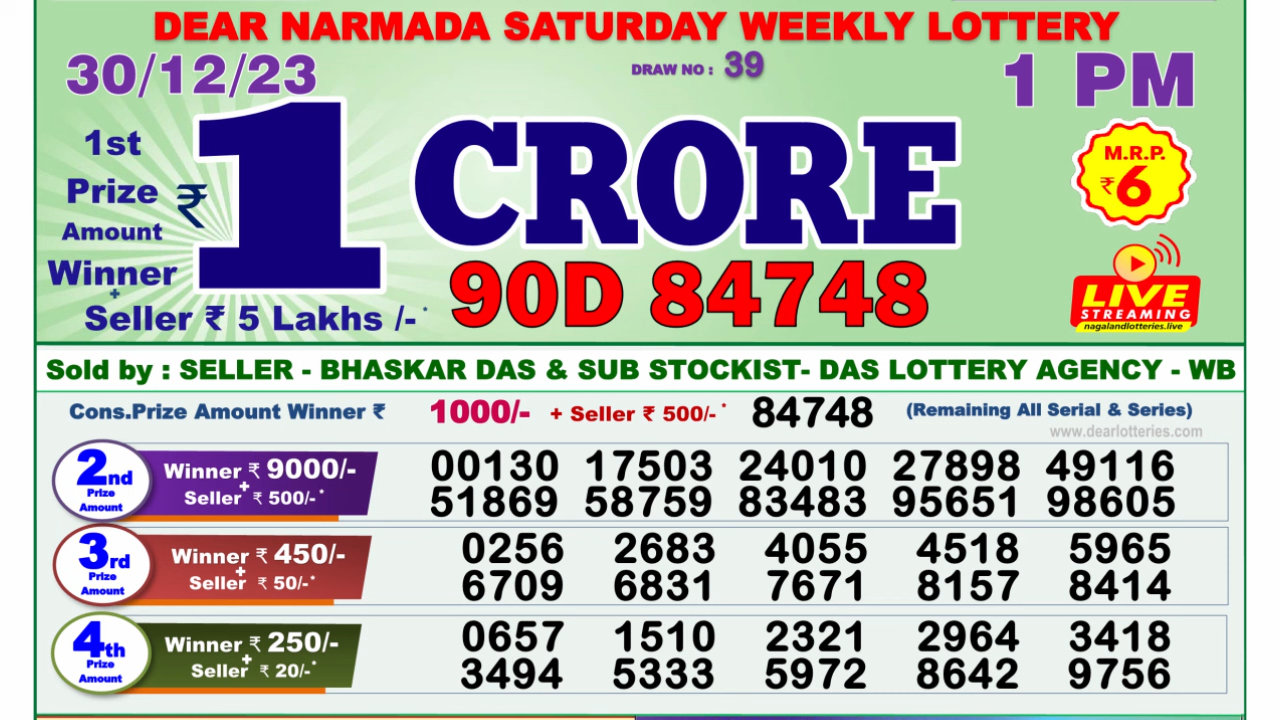 DEAR NARMADA SATURDAY WEEKLY LOTTERY
30/12/23
DRAW NO : 39
1 PM
1st
Prize
Amount
₹ 1 CRORE
M.R.P.
₹6
Winner
+
Seller ₹ 5 Lakhs /-*
90D 84748
LIVE
STREAMING
nagalandlotteries.live
Sold by : SELLER - BHASKAR DAS & SUB STOCKIST- DAS LOTTERY AGENCY - WB
Cons.Prize Amount Winner ₹ 1000/- + Seller ₹ 500/-* 84748 (Remaining All Serial & Series)
www.dearlotteries.com
2nd
Prize
Amount
Winner ₹ 9000/-
+
Seller ₹ 500/-*
00130 17503 24010 27898 49116
51869 58759 83483 95651 98605
3rd
Prize
Amount
Winner ₹ 450/-
+
Seller ₹ 50/-*
0256 2683 4055 4518 5965
6709 6831 7671 8157 8414
4th
Prize
Amount
Winner ₹ 250/-
+
Seller ₹ 20/-*
0657 1510 2321 2964 3418
3494 5333 5972 8642 9756